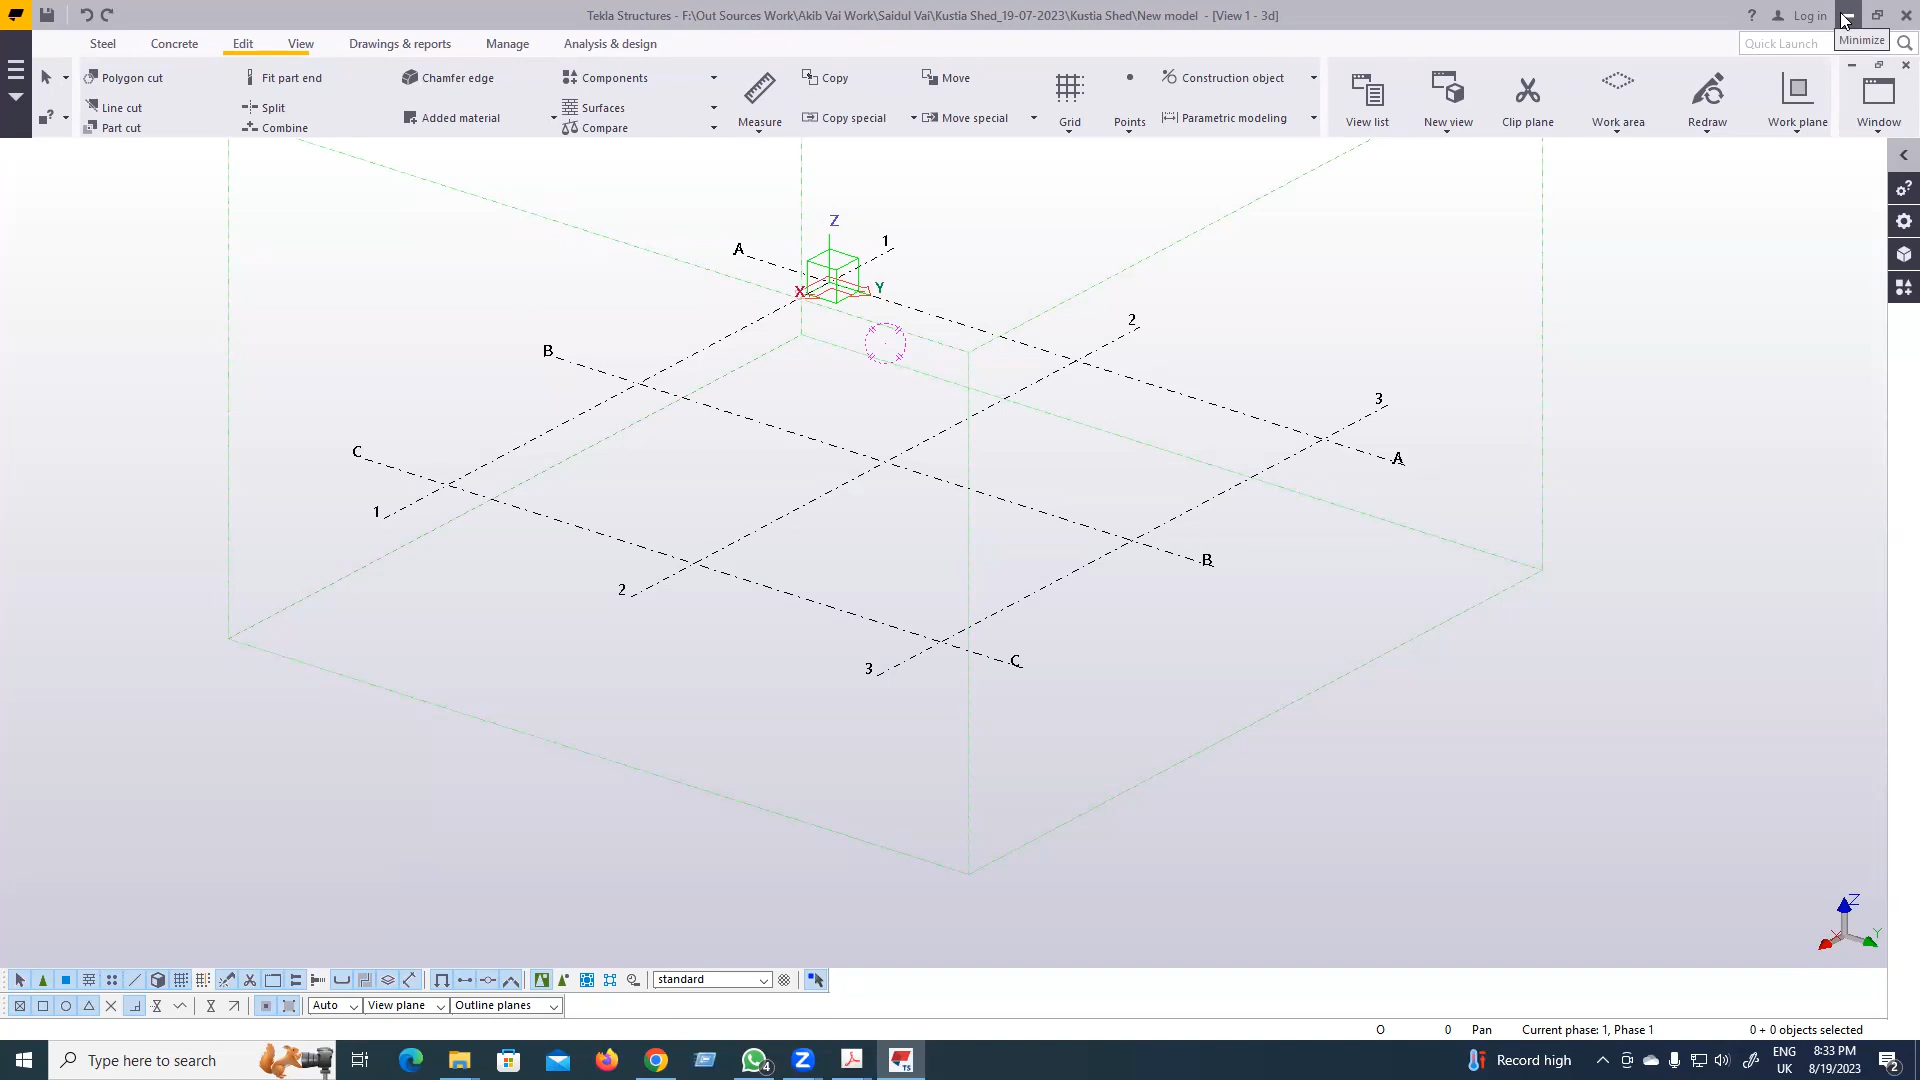 Tekla Structures - F:\Out Sources Work\Akib Vai Work\Saidul Vai\Kustia Shed_19-07-2023\Kustia Shed\New model - [View 1 - 3d]
? Log in
Steel Concrete Edit View Drawings & reports Manage Analysis & design
Quick Launch
Minimize
Polygon cut
Line cut
Part cut
Fit part end
Split
Combine
Chamfer edge
Added material
Components
Surfaces
Compare
Measure
Copy
Copy special
Move
Move special
Grid
Points
Construction object
Parametric modeling
View list
New view
Clip plane
Work area
Redraw
Work plane
Window
Z
A
1
X
Y
2
B
3
C
A
1
B
2
C
3
Z
X
Y
standard
Auto
View plane
Outline planes
O 0 Pan Current phase: 1, Phase 1 0 + 0 objects selected
Type here to search
4
TS
Record high
ENG
UK
8:33 PM
8/19/2023
2